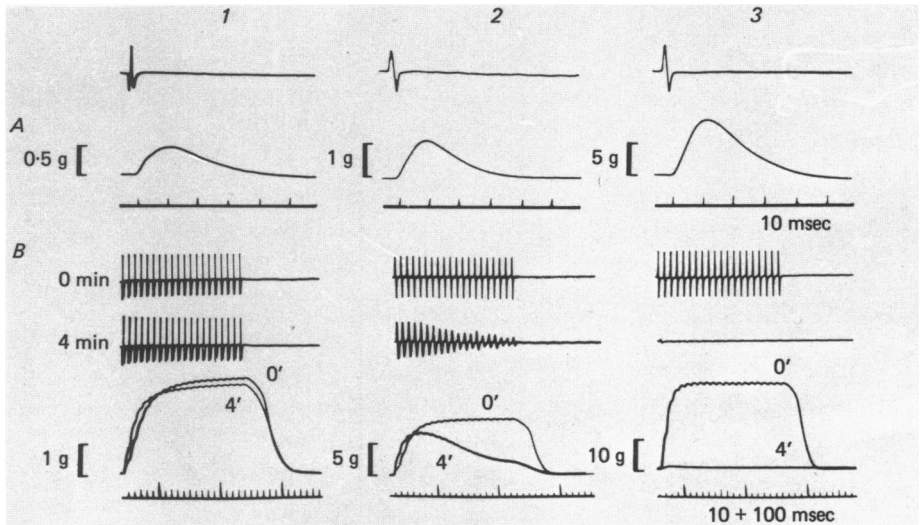 1 2 3
A
0·5 g 1 g 5 g
10 msec
B
0 min
4 min
0′ 0′ 0′
4′ 4′ 4′
1 g 5 g 10 g
10 + 100 msec